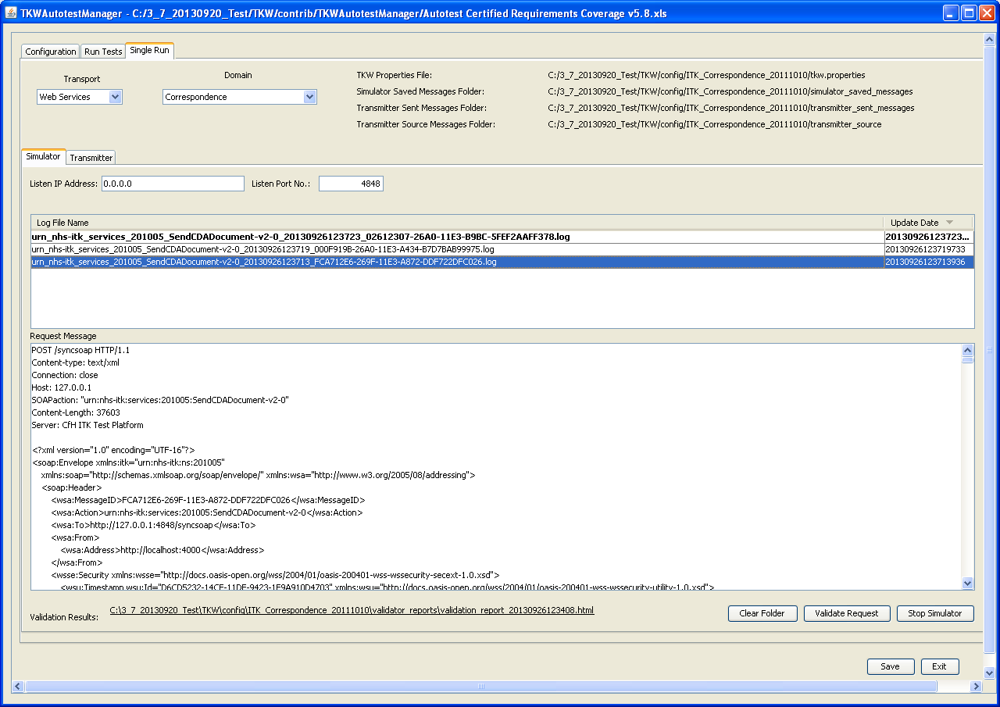 TKWAutotestManager - C:/3_7_20130920_Test/TKW/contrib/TKWAutotestManager/Autotest Certified Requirements Coverage v5.8.xls
Configuration Run Tests Single Run
Transport Domain
Web Services Correspondence
TKW Properties File: C:/3_7_20130920_Test/TKW/config/ITK_Correspondence_20111010/tkw.properties
Simulator Saved Messages Folder: C:/3_7_20130920_Test/TKW/config/ITK_Correspondence_20111010/simulator_saved_messages
Transmitter Sent Messages Folder: C:/3_7_20130920_Test/TKW/config/ITK_Correspondence_20111010/transmitter_sent_messages
Transmitter Source Messages Folder: C:/3_7_20130920_Test/TKW/config/ITK_Correspondence_20111010/transmitter_source
Simulator Transmitter
Listen IP Address: 0.0.0.0 Listen Port No.: 4848
Log File Name Update Date
urn_nhs-itk_services_201005_SendCDADocument-v2-0_20130926123723_02612307-26A0-11E3-B9BC-5FEF2AAFF378.log 20130926123723...
urn_nhs-itk_services_201005_SendCDADocument-v2-0_20130926123719_000F919B-26A0-11E3-A434-B7D7BAB99975.log 20130926123719733
urn_nhs-itk_services_201005_SendCDADocument-v2-0_20130926123713_FCA712E6-269F-11E3-A872-DDF722DFC026.log 20130926123713936
Request Message
POST /syncsoap HTTP/1.1
Content-type: text/xml
Connection: close
Host: 127.0.0.1
SOAPaction: "urn:nhs-itk:services:201005:SendCDADocument-v2-0"
Content-Length: 37603
Server: CfH ITK Test Platform
<?xml version="1.0" encoding="UTF-16"?>
<soap:Envelope xmlns:itk="urn:nhs-itk:ns:201005"
xmlns:soap="http://schemas.xmlsoap.org/soap/envelope/" xmlns:wsa="http://www.w3.org/2005/08/addressing">
<soap:Header>
<wsa:MessageID>FCA712E6-269F-11E3-A872-DDF722DFC026</wsa:MessageID>
<wsa:Action>urn:nhs-itk:services:201005:SendCDADocument-v2-0</wsa:Action>
<wsa:To>http://127.0.0.1:4848/syncsoap</wsa:To>
<wsa:From>
<wsa:Address>http://localhost:4000</wsa:Address>
</wsa:From>
<wsse:Security xmlns:wsse="http://docs.oasis-open.org/wss/2004/01/oasis-200401-wss-wssecurity-secext-1.0.xsd">
<wsu:Timestamp wsu:Id="D6CD5232-14CF-11DE-9423-1F9A910D4703" xmlns:wsu="http://docs.oasis-open.org/wss/2004/01/oasis-200401-wss-wssecurity-utility-1.0.xsd">
Validation Results: C:\3_7_20130920_Test\TKW\config\ITK_Correspondence_20111010\validator_reports\validation_report_20130926123408.html
Clear Folder Validate Request Stop Simulator
Save Exit